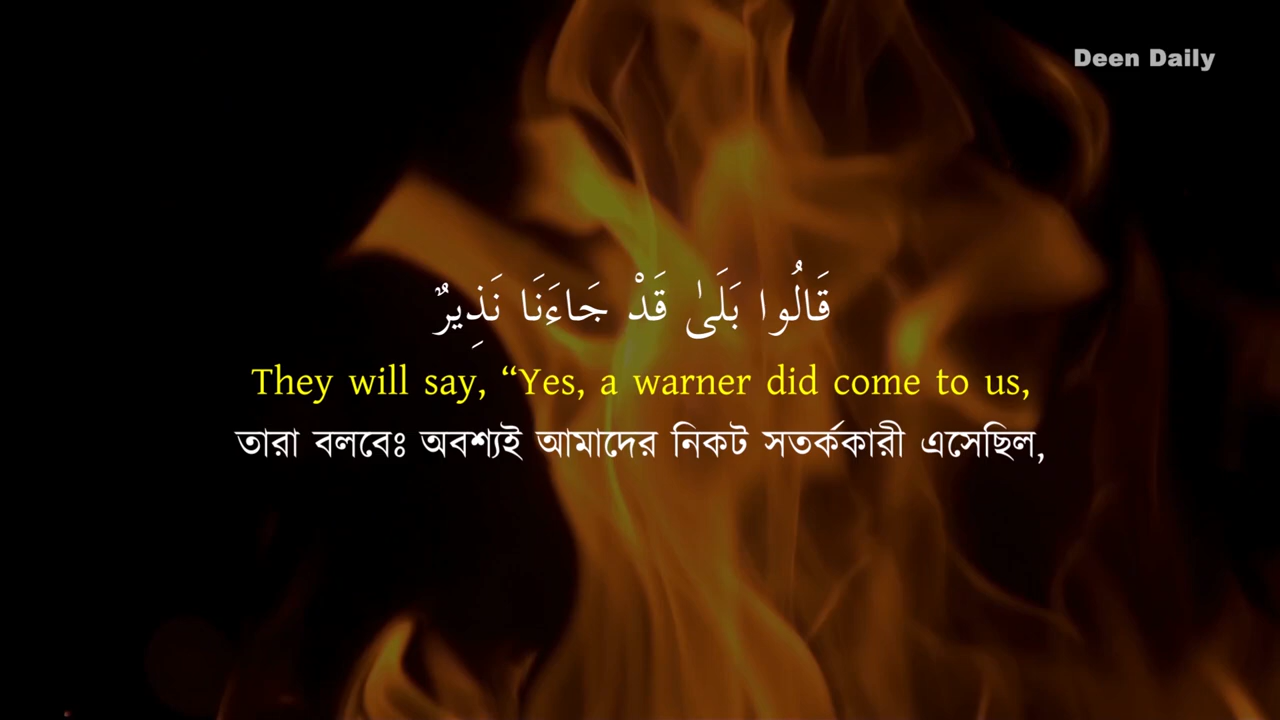 Deen Daily
قَالُوا بَلَىٰ قَدْ جَاءَنَا نَذِيرٌ
They will say, “Yes, a warner did come to us,
তারা বলবেঃ অবশ্যই আমাদের নিকট সতর্ককারী এসেছিল,